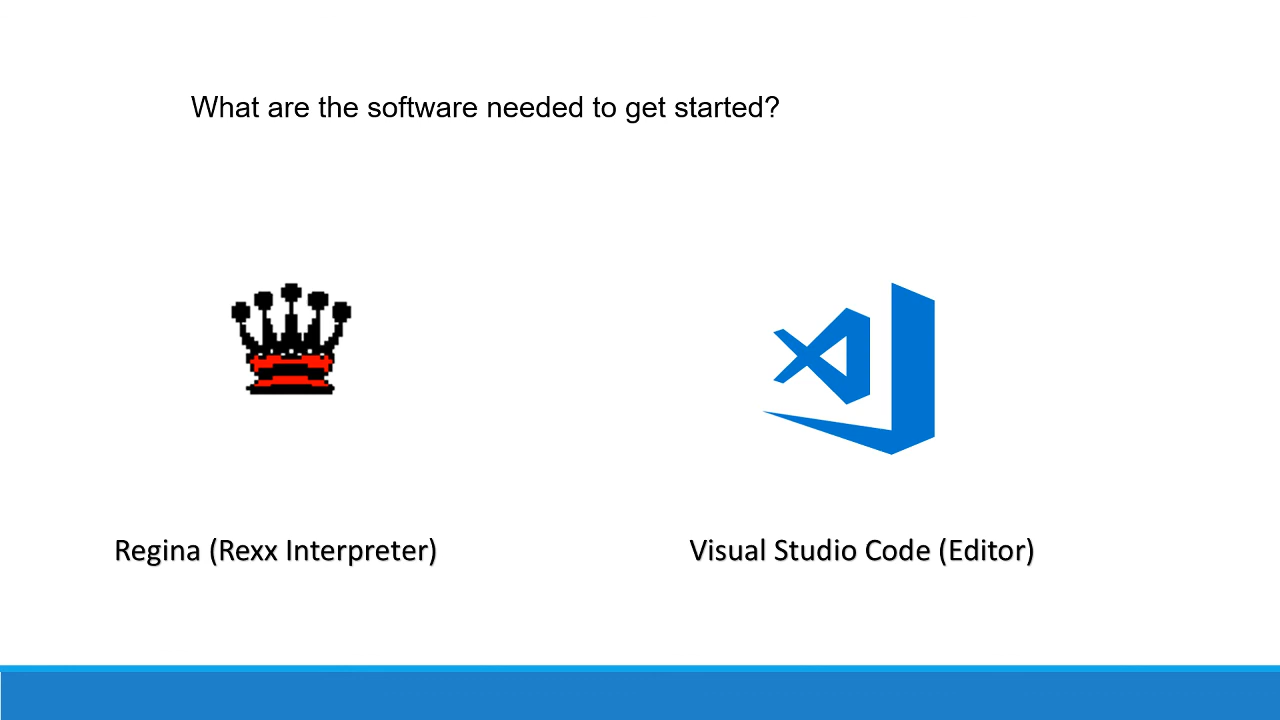 What are the software needed to get started?
Regina (Rexx Interpreter)
Visual Studio Code (Editor)